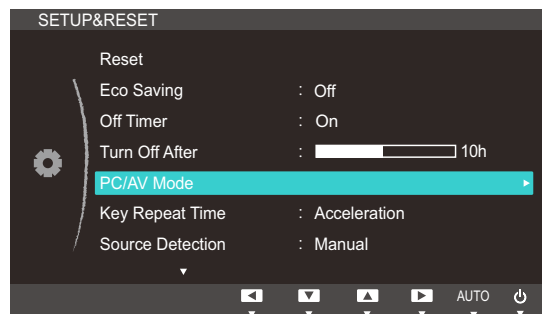 SETUP&RESET
Reset
Eco Saving : Off
Off Timer : On
Turn Off After : 10h
PC/AV Mode
Key Repeat Time : Acceleration
Source Detection : Manual
AUTO